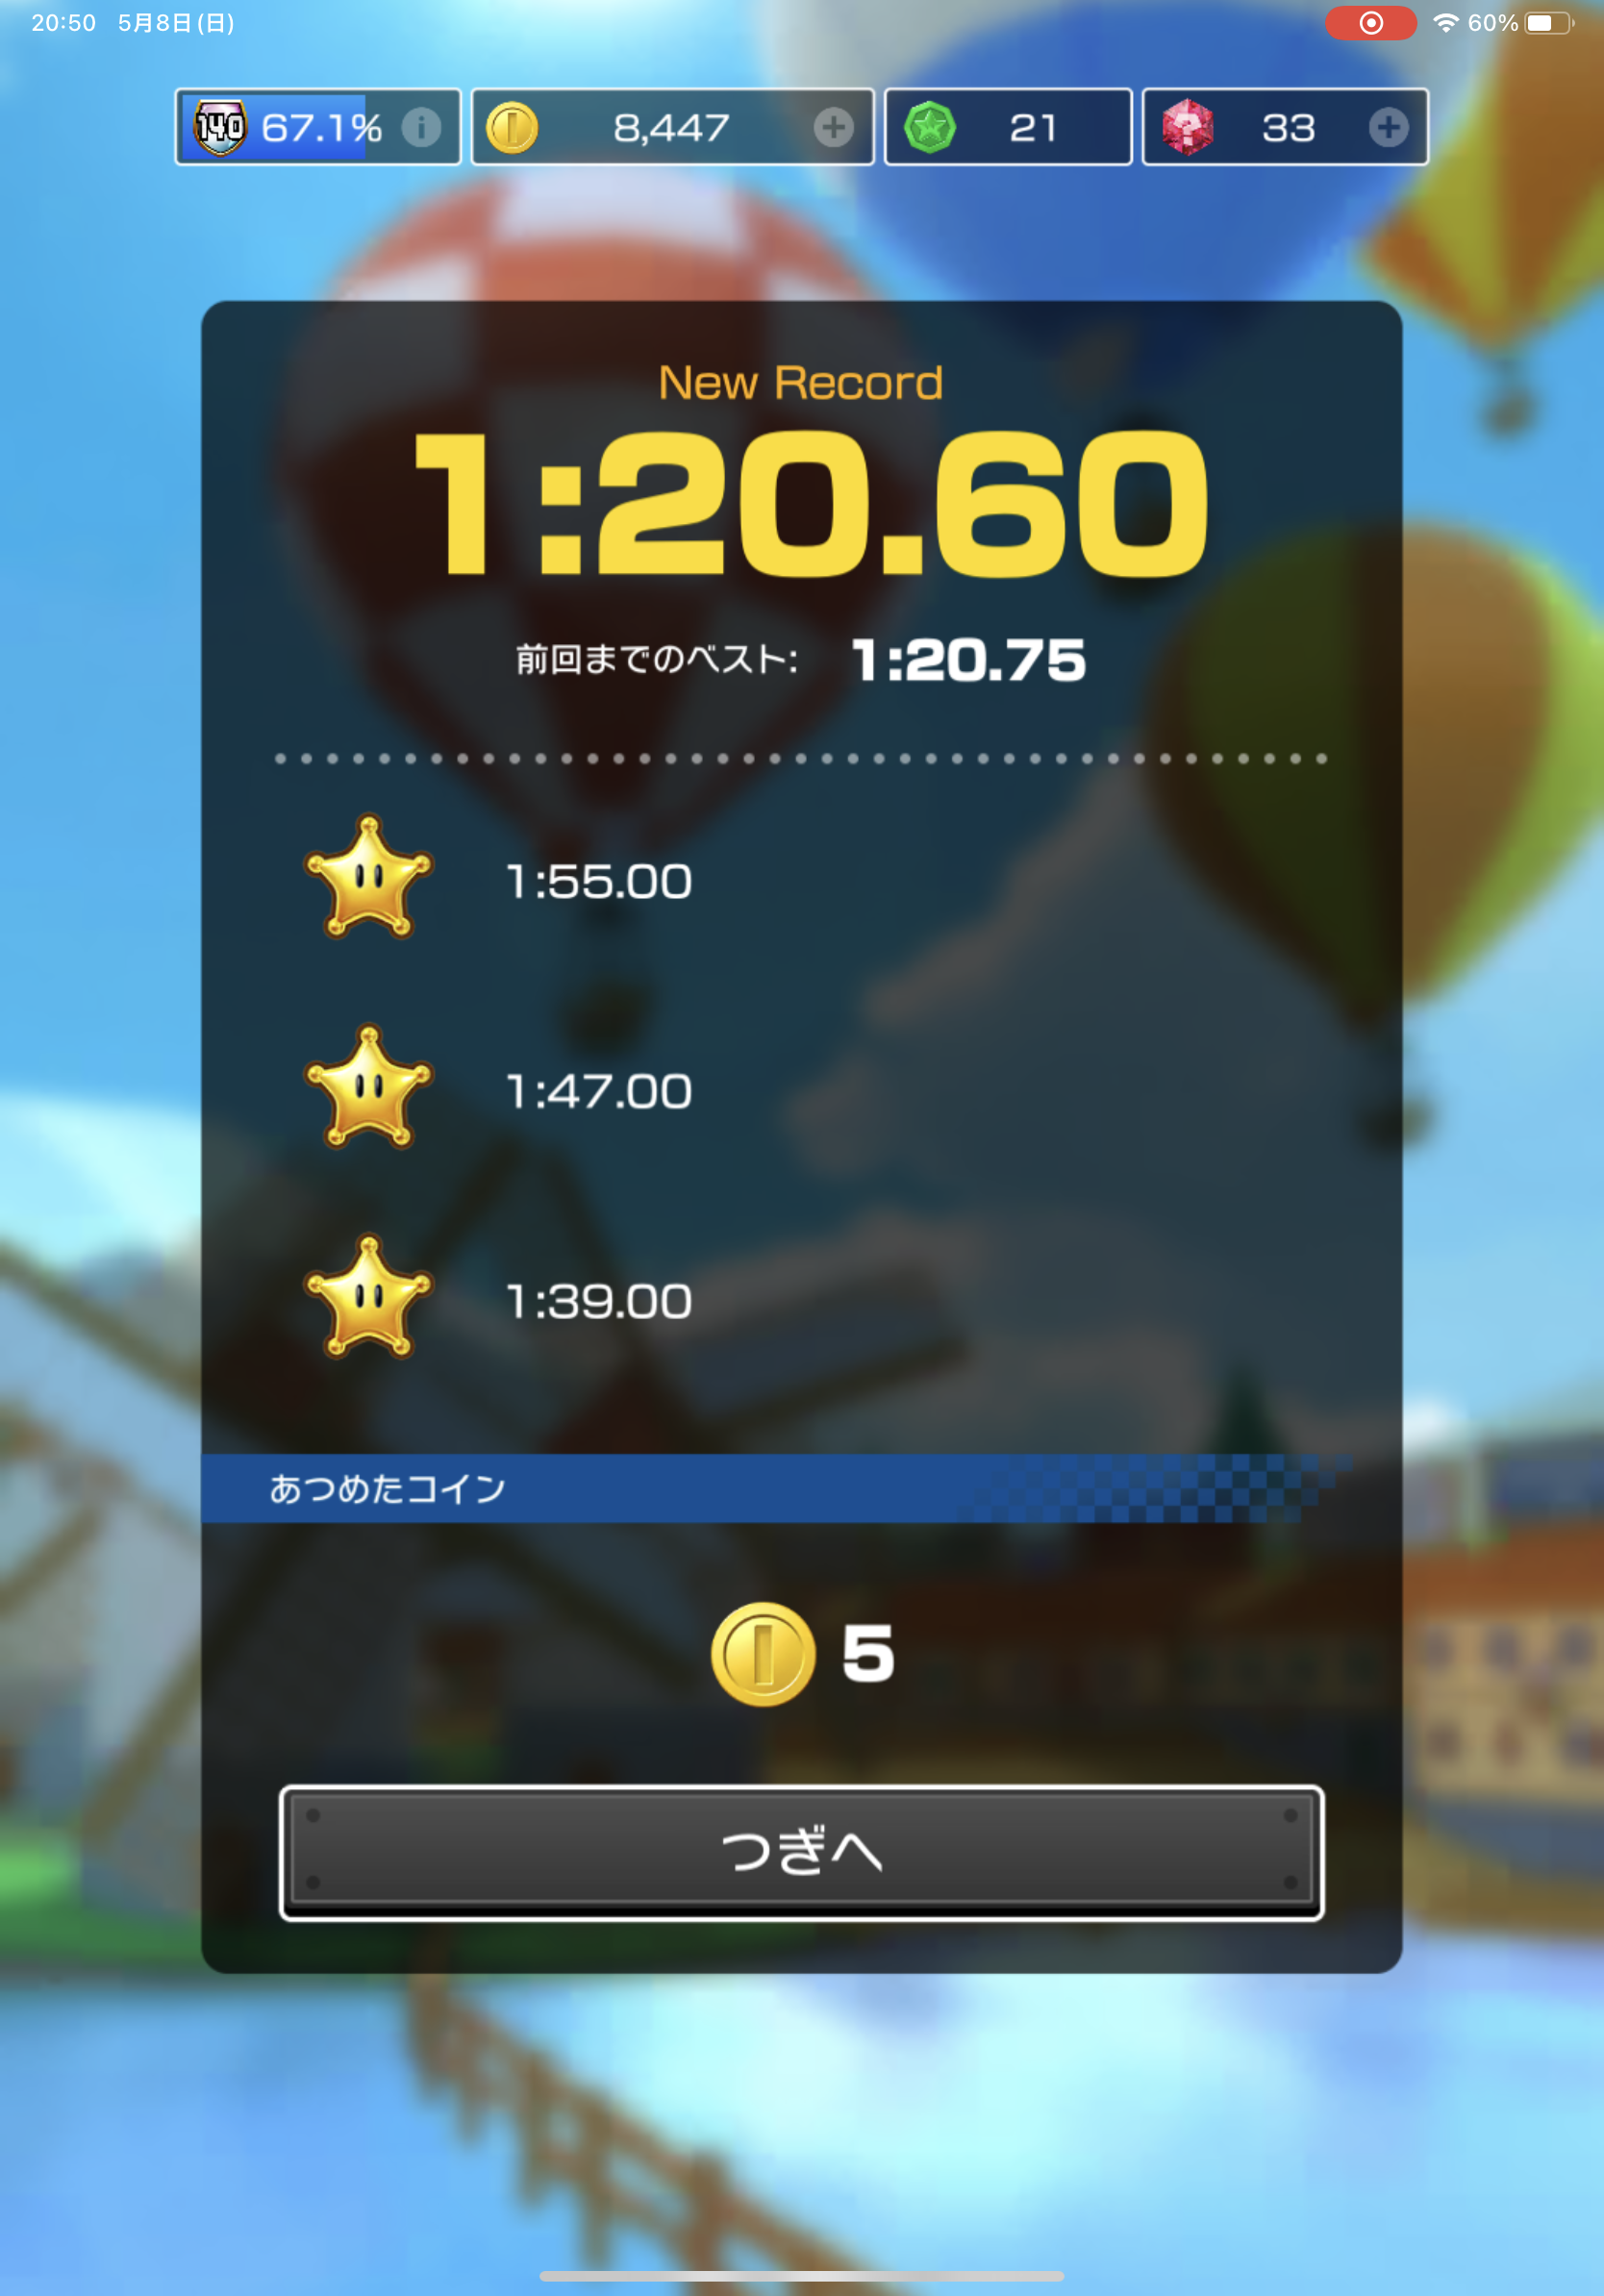 20:50 5月8日(日) 60%
140 67.1% i 8,447 + 21 ? 33 +
New Record
1:20.60
前回までのベスト: 1:20.75
1:55.00
1:47.00
1:39.00
あつめたコイン
5
つぎへ